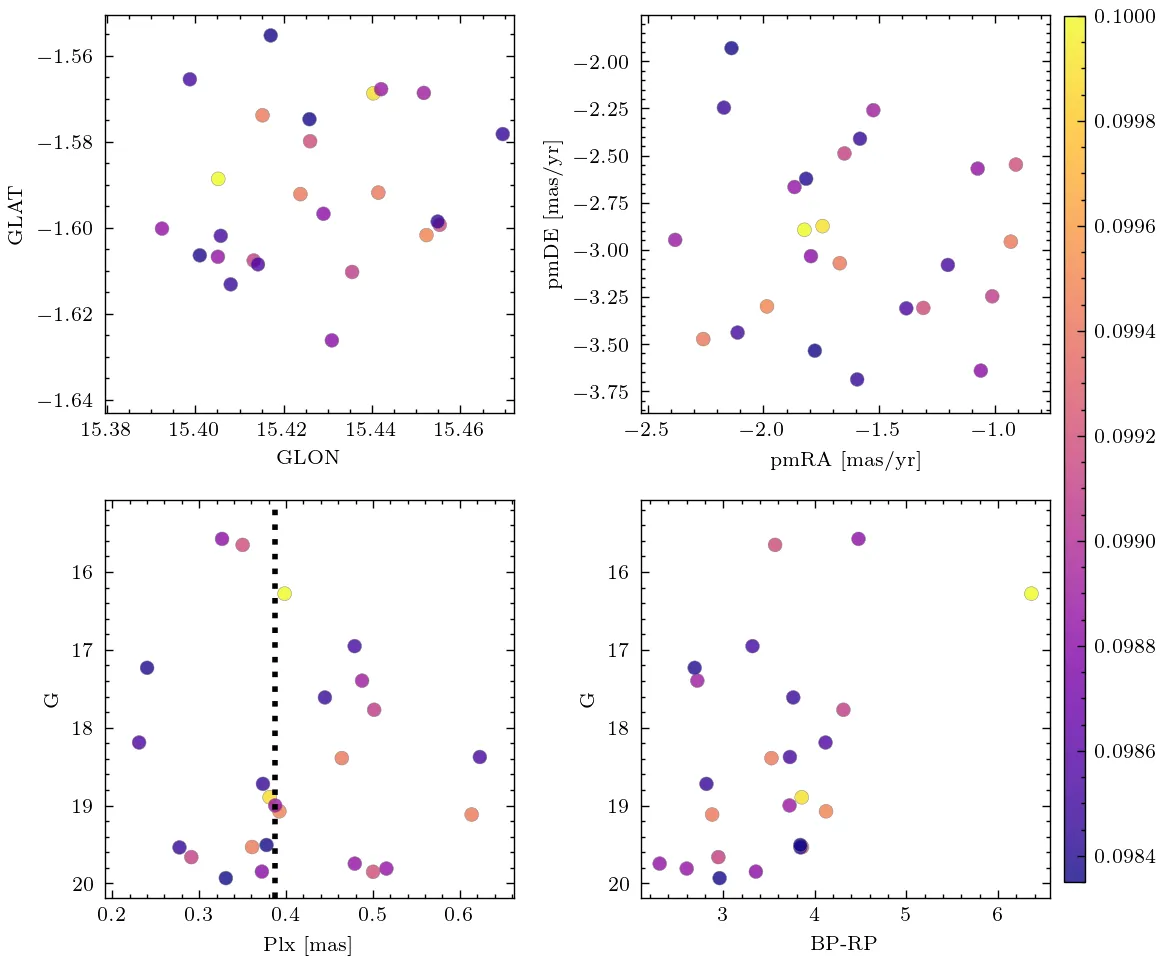 −1.56
−1.58
−1.60
−1.62
−1.64
GLAT
15.38 15.40 15.42 15.44 15.46
GLON
−2.00
−2.25
−2.50
−2.75
−3.00
−3.25
−3.50
−3.75
pmDE [mas/yr]
−2.5 −2.0 −1.5 −1.0
pmRA [mas/yr]
0.1000
0.0998
0.0996
0.0994
0.0992
0.0990
0.0988
0.0986
0.0984
16
17
18
19
20
G
0.2 0.3 0.4 0.5 0.6
Plx [mas]
16
17
18
19
20
G
3 4 5 6
BP-RP